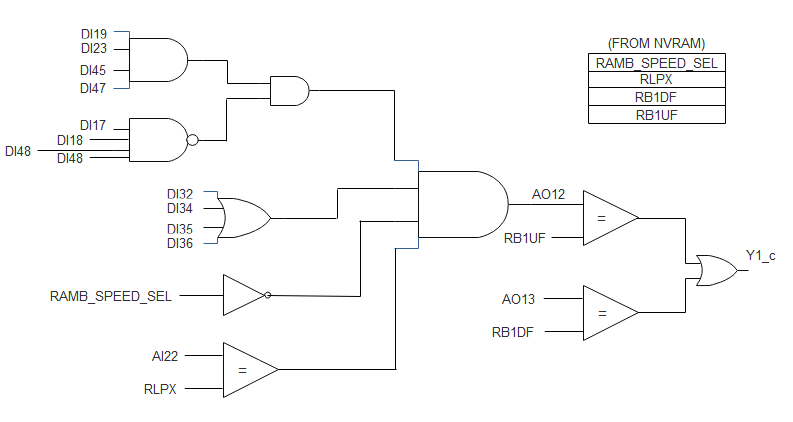 DI19
DI23
DI45
DI47
DI17
DI18
DI48
DI48
(FROM NVRAM)
RAMB_SPEED_SEL
RLPX
RB1DF
RB1UF
DI32
DI34
DI35
DI36
AO12
=
RB1UF
Y1_c
RAMB_SPEED_SEL
AO13
=
RB1DF
AI22
=
RLPX